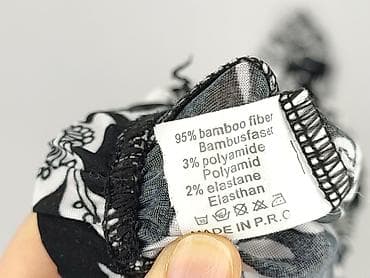 95% bamboo fiber
Bambusfaser
3% polyamide
Polyamid
2% elastane
Elasthan
MADE IN P.R.C